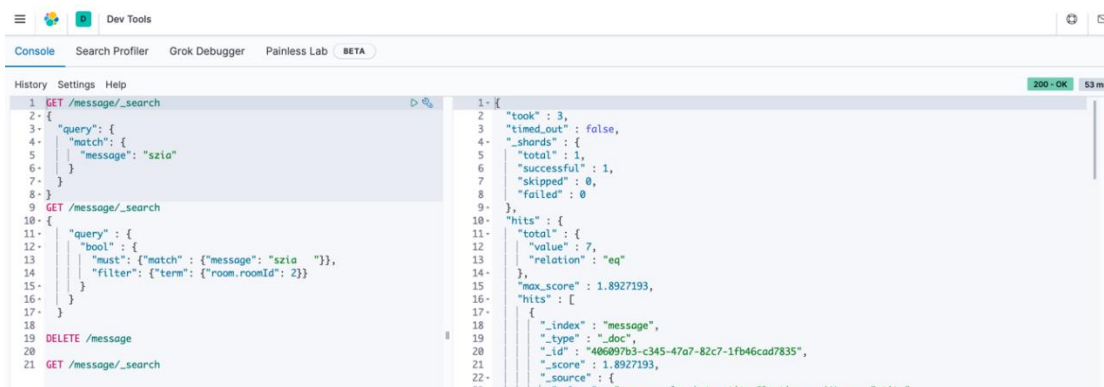 D Dev Tools
Console Search Profiler Grok Debugger Painless Lab BETA
History Settings Help
200 - OK 53 m
1 GET /message/_search
2 {
3 "query": {
4 "match": {
5 "message": "szia"
6 }
7 }
8 }
9 GET /message/_search
10 {
11 "query" : {
12 "bool" : {
13 "must": {"match" : {"message": "szia "}},
14 "filter": {"term": {"room.roomId": 2}}
15 }
16 }
17 }
18
19 DELETE /message
20
21 GET /message/_search
1 {
2 "took" : 3,
3 "timed_out" : false,
4 "_shards" : {
5 "total" : 1,
6 "successful" : 1,
7 "skipped" : 0,
8 "failed" : 0
9 },
10 "hits" : {
11 "total" : {
12 "value" : 7,
13 "relation" : "eq"
14 },
15 "max_score" : 1.8927193,
16 "hits" : [
17 {
18 "_index" : "message",
19 "_type" : "_doc",
20 "_id" : "406097b3-c345-47a7-82c7-1fb46cad7835",
21 "_score" : 1.8927193,
22 "_source" : {